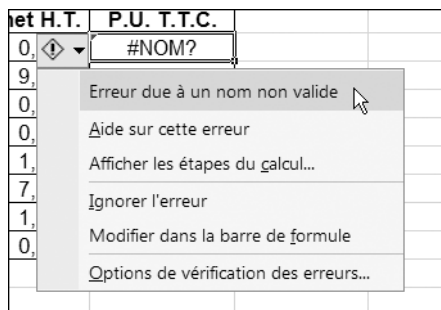 net H.T. P.U. T.T.C.
0, #NOM?
9,
Erreur due à un nom non valide
0,
0, Aide sur cette erreur
1, Afficher les étapes du calcul...
7,
Ignorer l'erreur
1,
Modifier dans la barre de formule
0,
Options de vérification des erreurs...